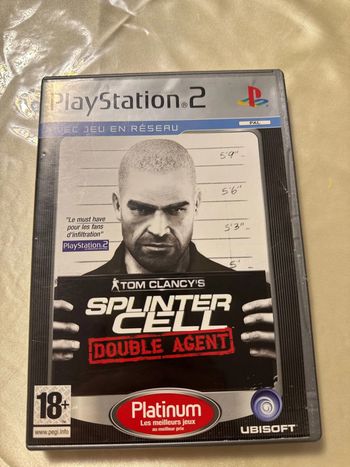 PlayStation®2
AVEC JEU EN RÉSEAU
PAL
5'9"
5'6"
5'3"
5'
"Le must have
pour les fans
d'infiltration"
PlayStation.2
TOM CLANCY'S
SPLINTER
CELL
DOUBLE AGENT
18+
www.pegi.info
Platinum
Les meilleurs jeux
au meilleur prix
UBISOFT